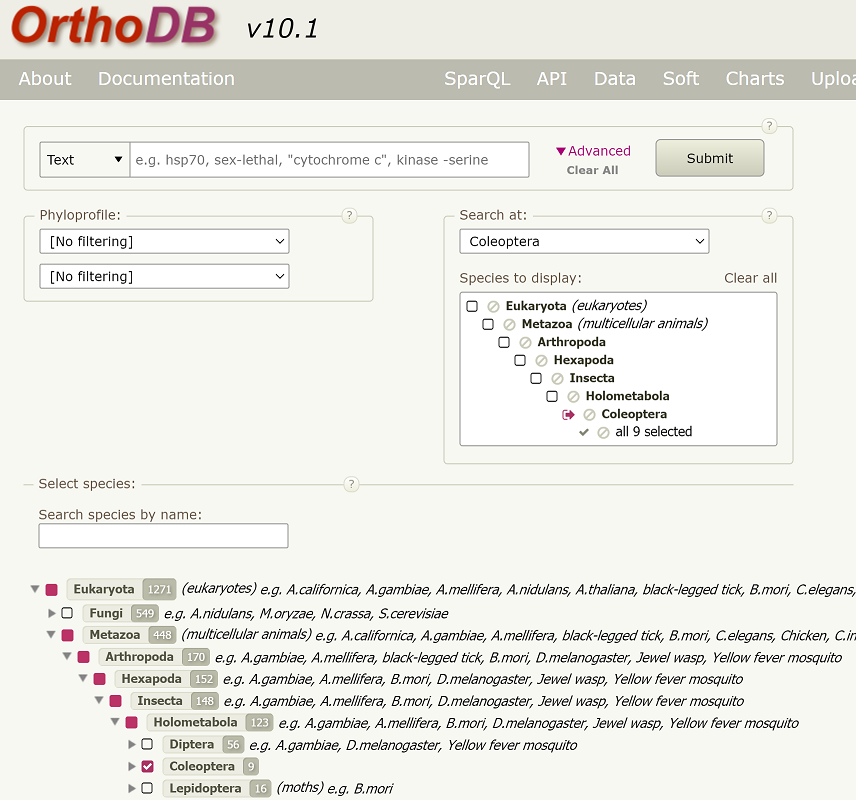 OrthoDB v10.1
About Documentation SparQL API Data Soft Charts Uploa
?
Text e.g. hsp70, sex-lethal, "cytochrome c", kinase -serine Advanced Submit
Clear All
Phyloprofile: ? Search at: ?
[No filtering] Coleoptera
[No filtering] Species to display: Clear all
Eukaryota (eukaryotes)
Metazoa (multicellular animals)
Arthropoda
Hexapoda
Insecta
Holometabola
Coleoptera
all 9 selected
Select species: ?
Search species by name:
Eukaryota 1271 (eukaryotes) e.g. A.californica, A.gambiae, A.mellifera, A.nidulans, A.thaliana, black-legged tick, B.mori, C.elegans,
Fungi 549 e.g. A.nidulans, M.oryzae, N.crassa, S.cerevisiae
Metazoa 448 (multicellular animals) e.g. A.californica, A.gambiae, A.mellifera, black-legged tick, B.mori, C.elegans, Chicken, C.in
Arthropoda 170 e.g. A.gambiae, A.mellifera, black-legged tick, B.mori, D.melanogaster, Jewel wasp, Yellow fever mosquito
Hexapoda 152 e.g. A.gambiae, A.mellifera, B.mori, D.melanogaster, Jewel wasp, Yellow fever mosquito
Insecta 148 e.g. A.gambiae, A.mellifera, B.mori, D.melanogaster, Jewel wasp, Yellow fever mosquito
Holometabola 123 e.g. A.gambiae, A.mellifera, B.mori, D.melanogaster, Jewel wasp, Yellow fever mosquito
Diptera 56 e.g. A.gambiae, D.melanogaster, Yellow fever mosquito
Coleoptera 9
Lepidoptera 16 (moths) e.g. B.mori